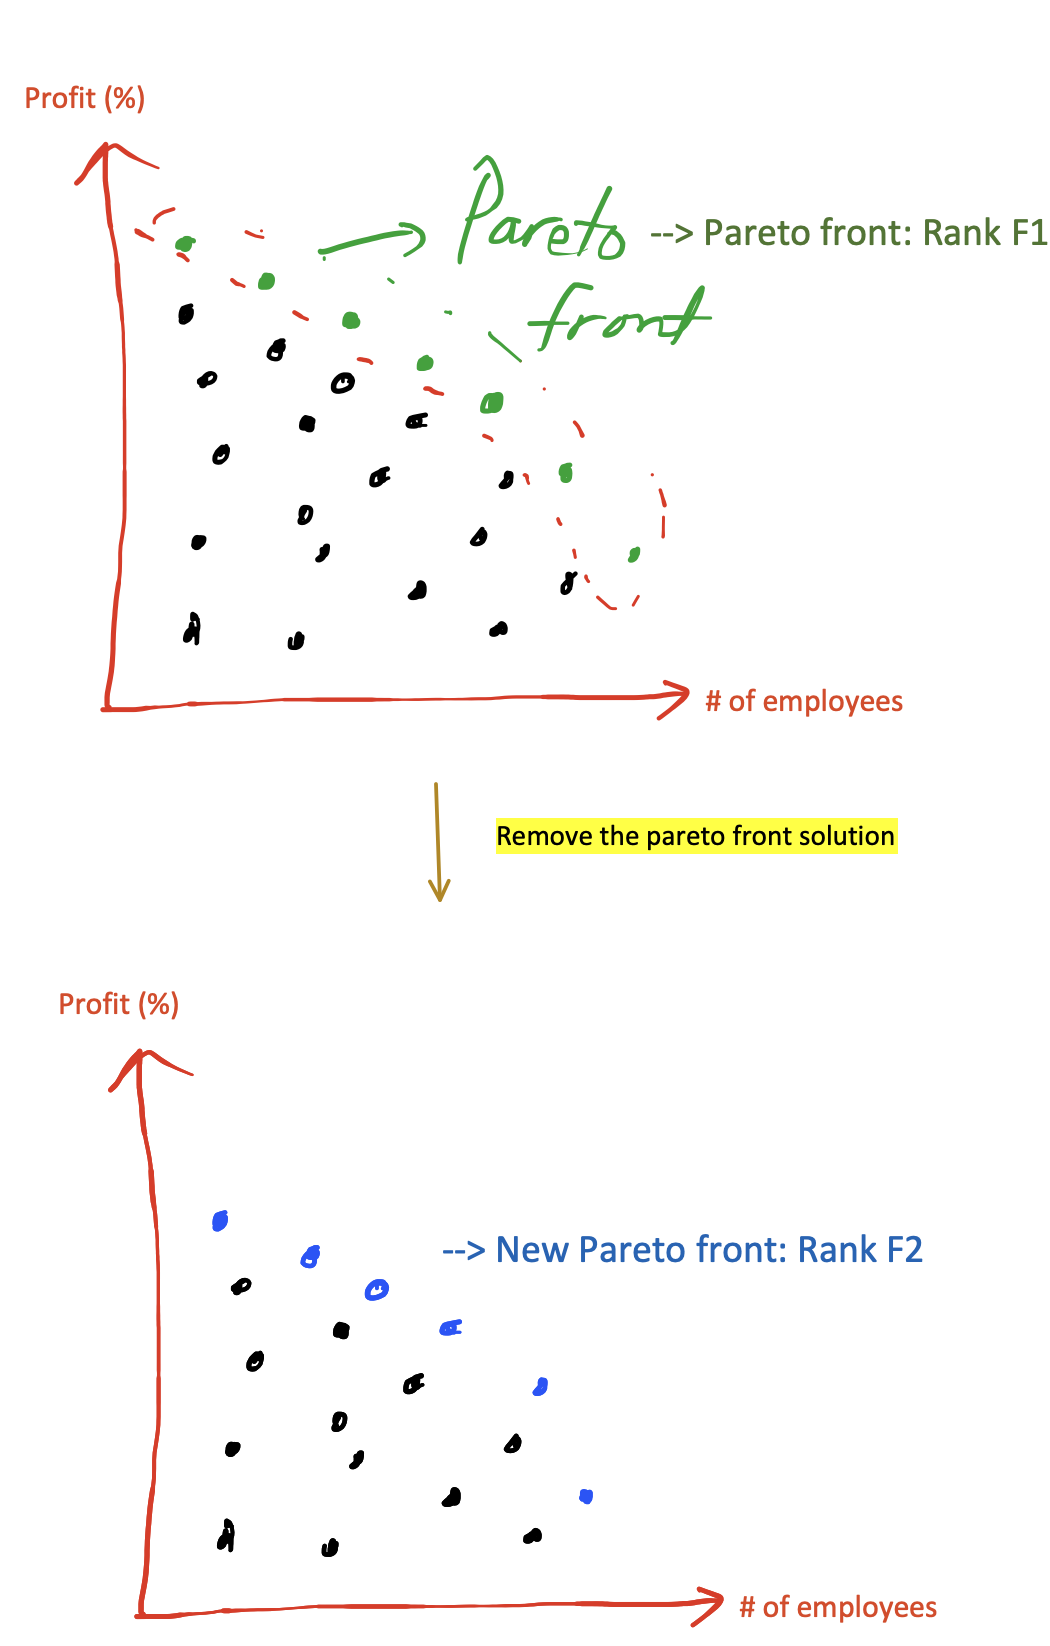 Profit (%)
Pareto --> Pareto front: Rank F1
front
# of employees
Remove the pareto front solution
Profit (%)
--> New Pareto front: Rank F2
# of employees